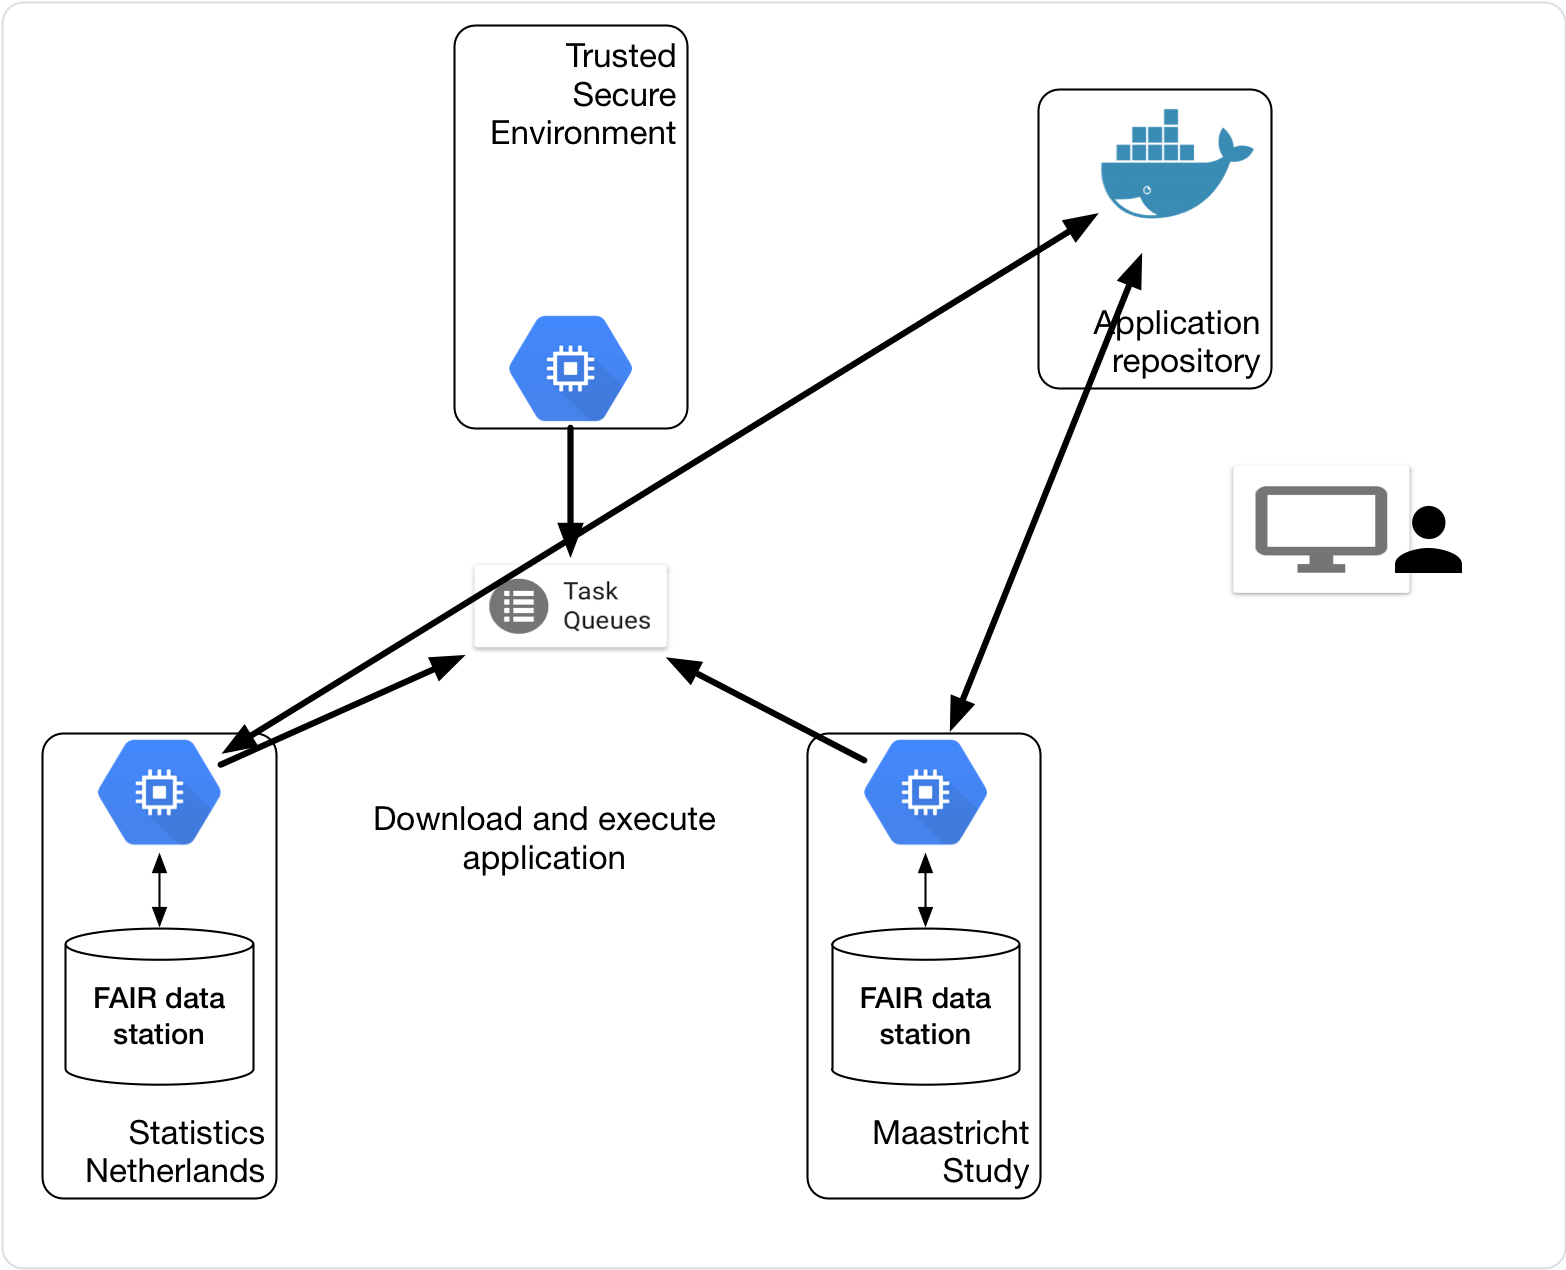 Trusted
Secure
Environment
Application
repository
Task
Queues
Download and execute
application
FAIR data
station
Statistics
Netherlands
FAIR data
station
Maastricht
Study